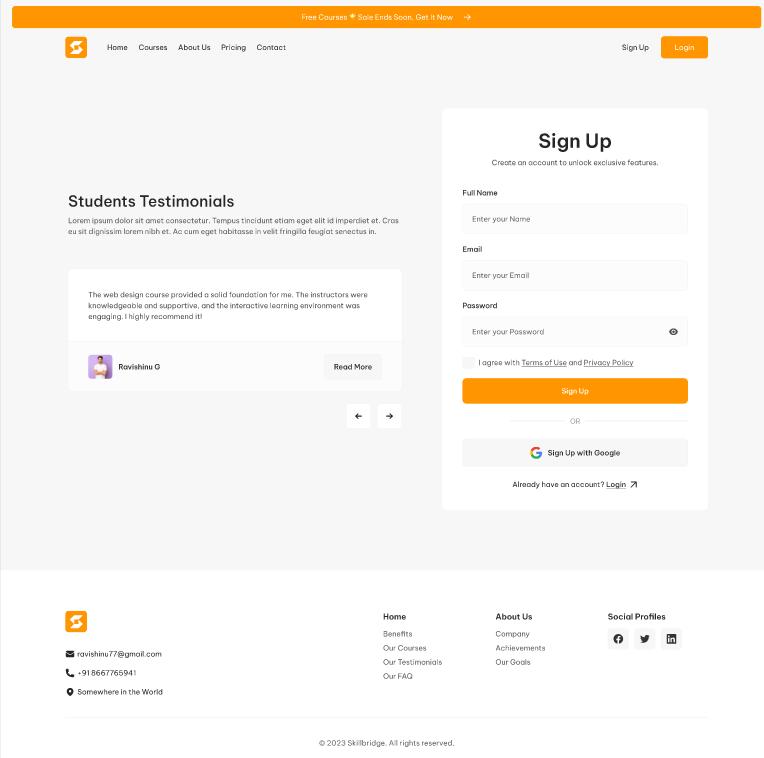 Free Courses 🌟 Sale Ends Soon, Get It Now →
Home Courses About Us Pricing Contact
Sign Up Login
Students Testimonials
Lorem ipsum dolor sit amet consectetur. Tempus tincidunt etiam eget elit id imperdiet et. Cras
eu sit dignissim lorem nibh et. Ac cum eget habitasse in velit fringilla feugiat senectus in.
The web design course provided a solid foundation for me. The instructors were
knowledgeable and supportive, and the interactive learning environment was
engaging. I highly recommend it!
Ravishinu G
Read More
Sign Up
Create an account to unlock exclusive features.
Full Name
Enter your Name
Email
Enter your Email
Password
Enter your Password
I agree with Terms of Use and Privacy Policy
Sign Up
OR
Sign Up with Google
Already have an account? Login
ravishinu77@gmail.com
+91 8667765941
Somewhere in the World
Home
Benefits
Our Courses
Our Testimonials
Our FAQ
About Us
Company
Achievements
Our Goals
Social Profiles
© 2023 Skillbridge. All rights reserved.